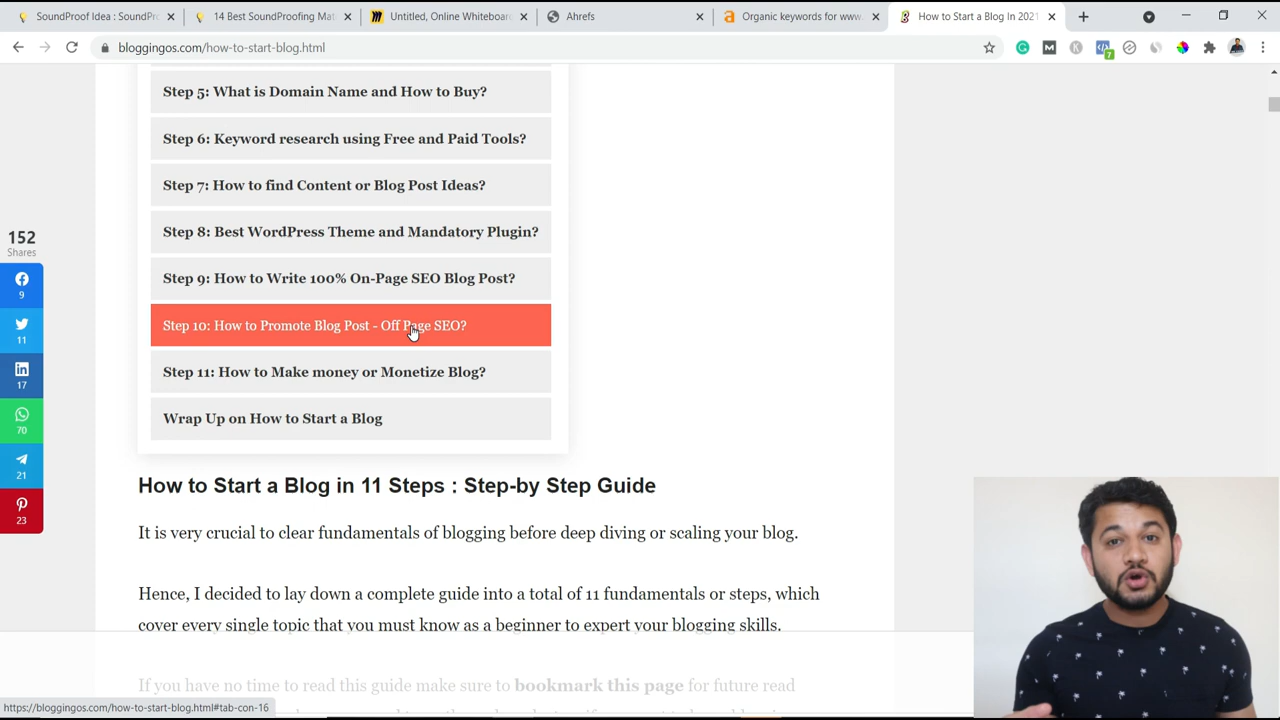 SoundProof Idea : SoundPro
14 Best SoundProofing Mat
Untitled, Online Whiteboard
Ahrefs
Organic keywords for www.
How to Start a Blog In 2021
bloggingos.com/how-to-start-blog.html
7
Step 5: What is Domain Name and How to Buy?
Step 6: Keyword research using Free and Paid Tools?
Step 7: How to find Content or Blog Post Ideas?
Step 8: Best WordPress Theme and Mandatory Plugin?
Step 9: How to Write 100% On-Page SEO Blog Post?
Step 10: How to Promote Blog Post - Off Page SEO?
Step 11: How to Make money or Monetize Blog?
Wrap Up on How to Start a Blog
152
Shares
9
11
17
70
21
23
How to Start a Blog in 11 Steps : Step-by Step Guide
It is very crucial to clear fundamentals of blogging before deep diving or scaling your blog.
Hence, I decided to lay down a complete guide into a total of 11 fundamentals or steps, which
cover every single topic that you must know as a beginner to expert your blogging skills.
If you have no time to read this guide make sure to bookmark this page for future read
https://bloggingos.com/how-to-start-blog.html#tab-con-16